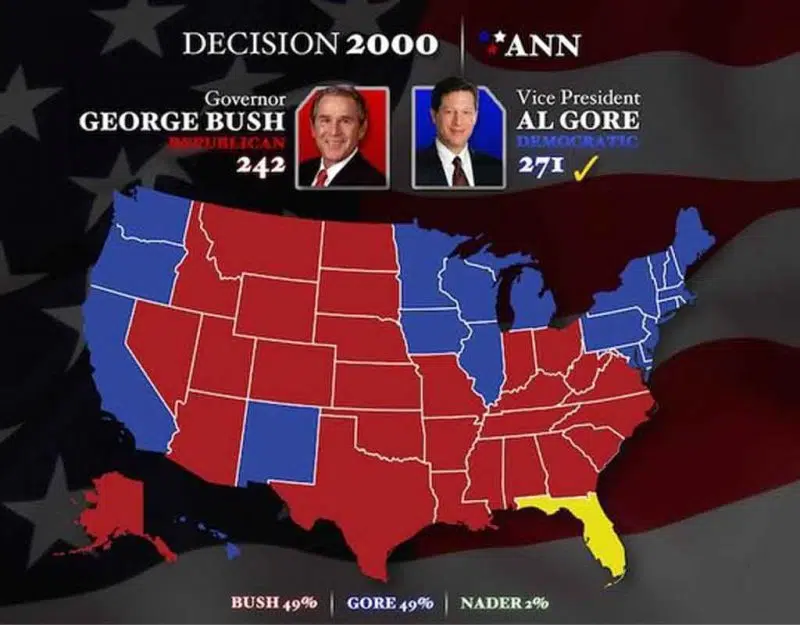 DECISION 2000
ANN
Governor
GEORGE BUSH
REPUBLICAN
242
Vice President
AL GORE
DEMOCRATIC
271 ✓
BUSH 49% | GORE 49% | NADER 2%